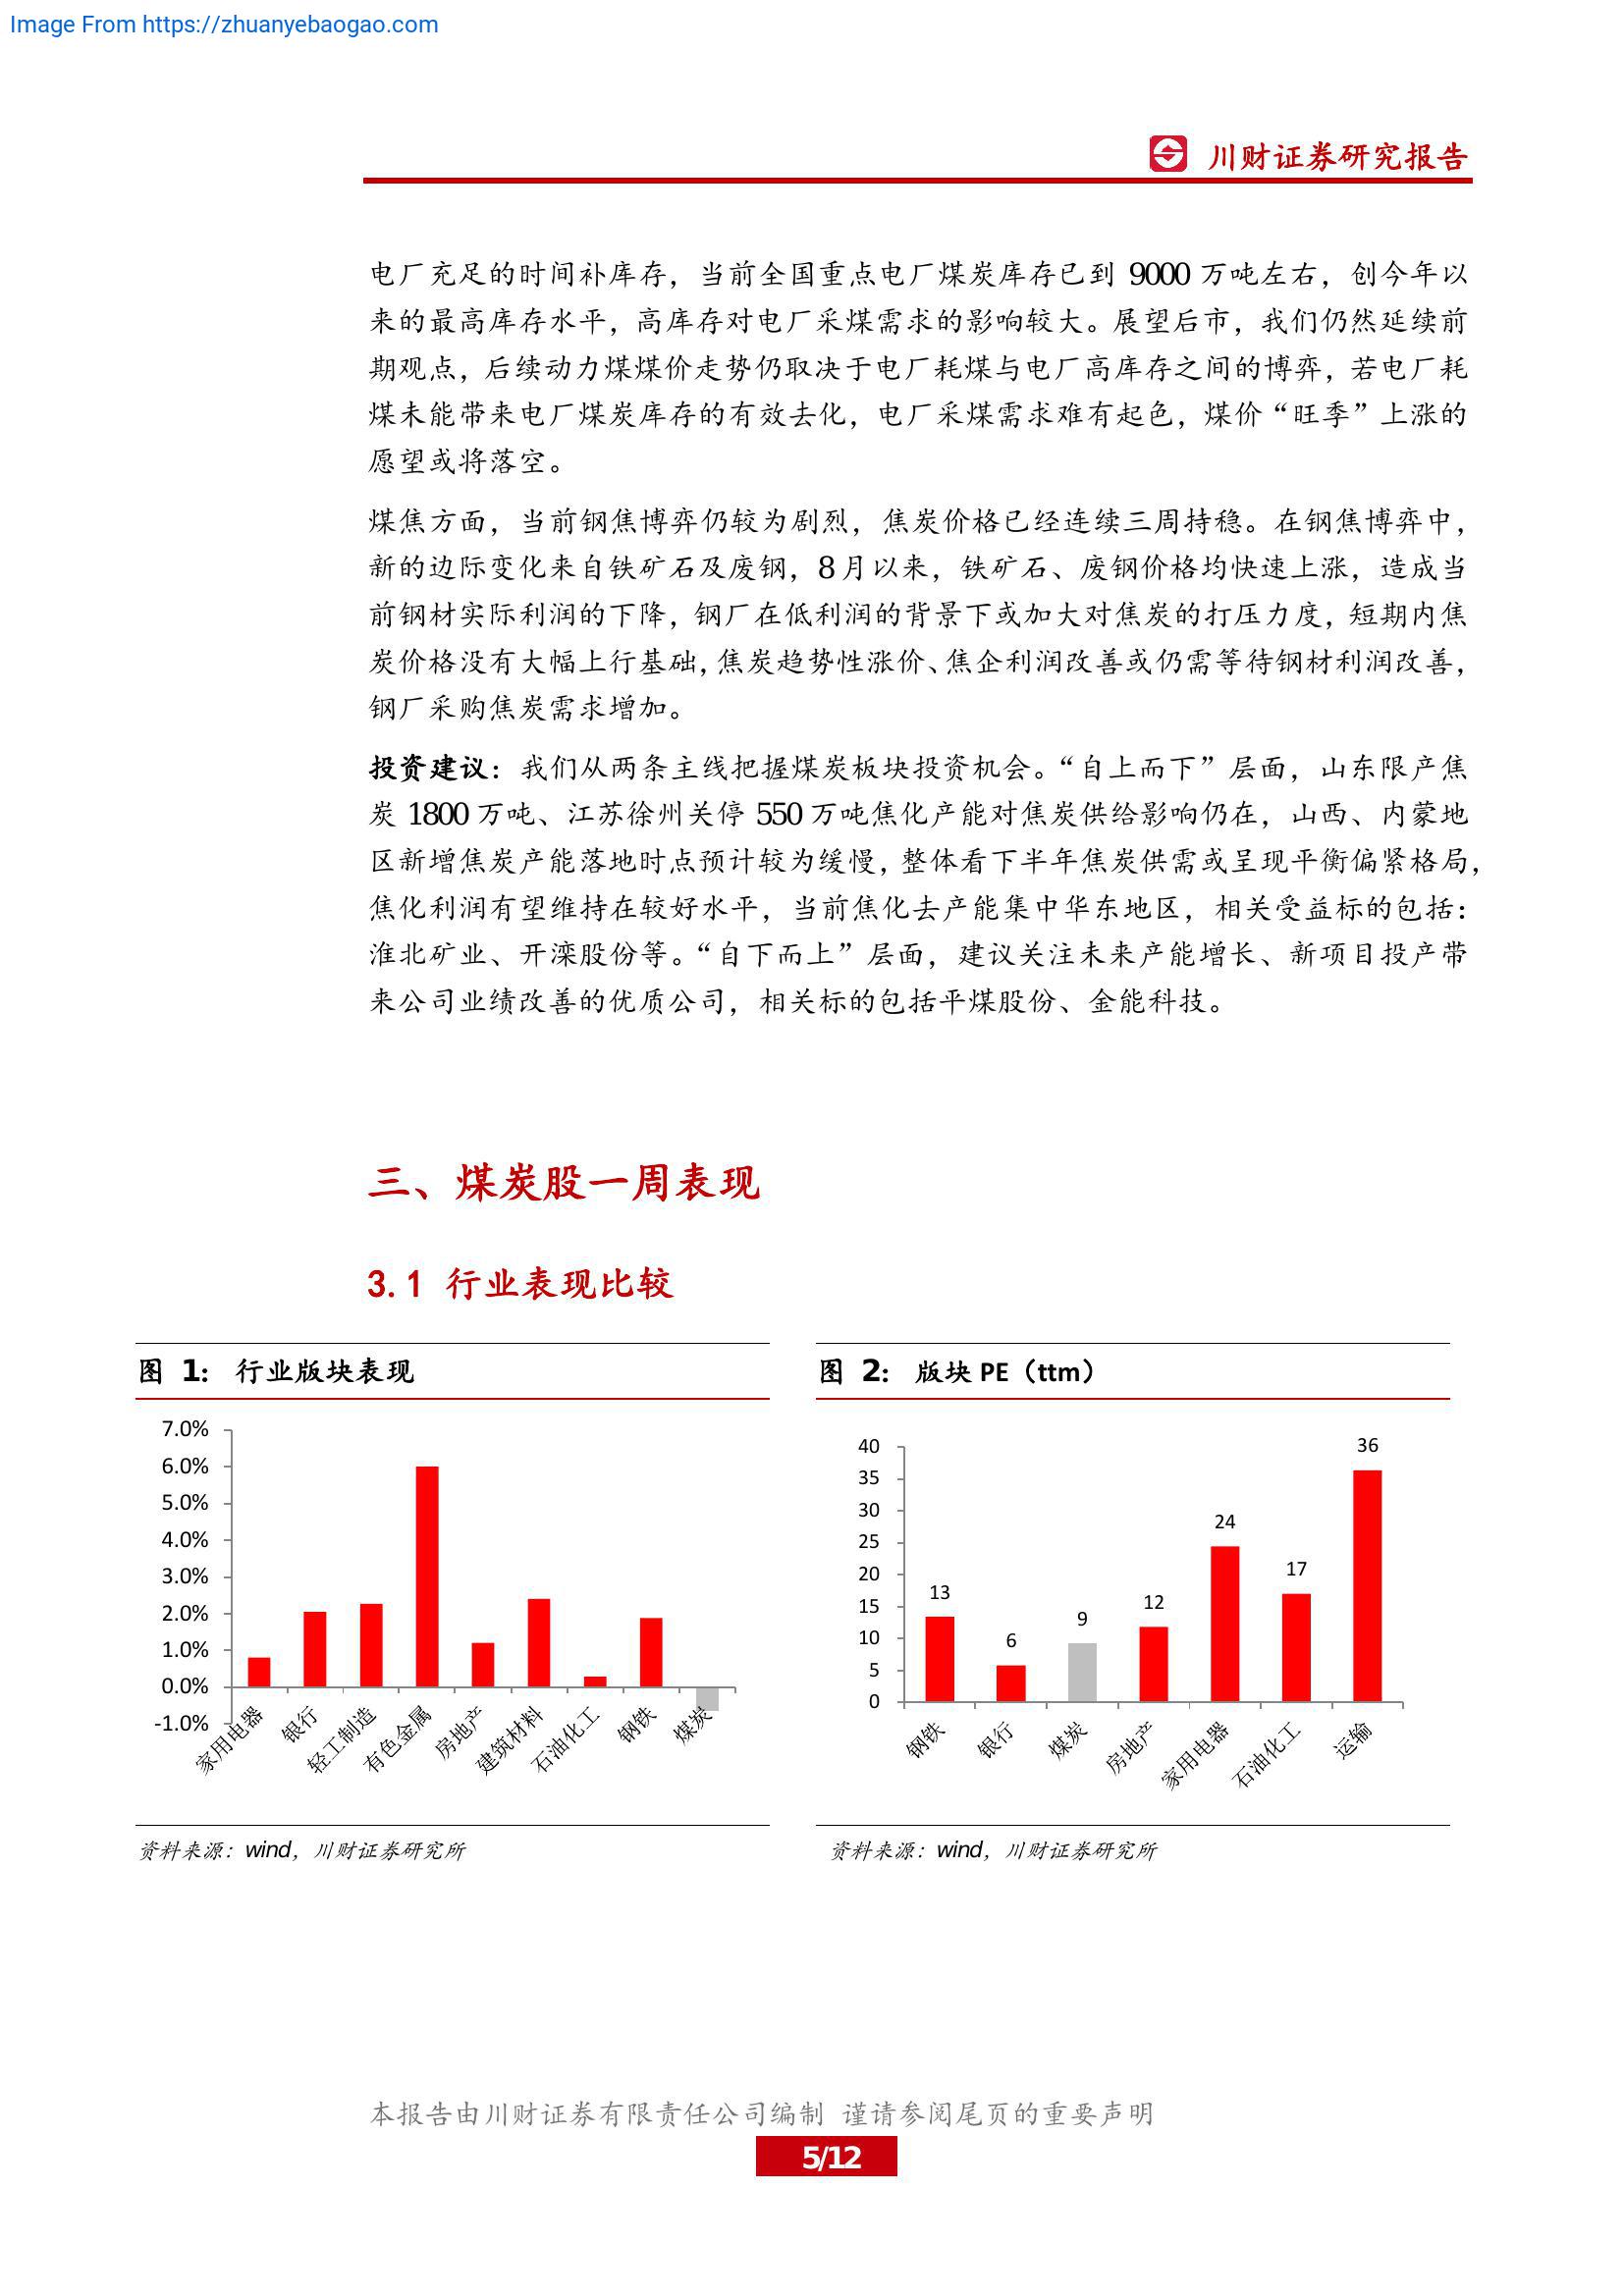 Image From https://zhuanyebaogao.com
川财证券研究报告
电厂充足的时间补库存，当前全国重点电厂煤炭库存已到 9000 万吨左右，创今年以
来的最高库存水平，高库存对电厂采煤需求的影响较大。展望后市，我们仍然延续前
期观点，后续动力煤煤价走势仍取决于电厂耗煤与电厂高库存之间的博弈，若电厂耗
煤未能带来电厂煤炭库存的有效去化，电厂采煤需求难有起色，煤价“旺季”上涨的
愿望或将落空。
煤焦方面，当前钢焦博弈仍较为剧烈，焦炭价格已经连续三周持稳。在钢焦博弈中，
新的边际变化来自铁矿石及废钢，8 月以来，铁矿石、废钢价格均快速上涨，造成当
前钢材实际利润的下降，钢厂在低利润的背景下或加大对焦炭的打压力度，短期内焦
炭价格没有大幅上行基础，焦炭趋势性涨价、焦企利润改善或仍需等待钢材利润改善，
钢厂采购焦炭需求增加。
投资建议：我们从两条主线把握煤炭板块投资机会。“自上而下”层面，山东限产焦
炭 1800 万吨、江苏徐州关停 550 万吨焦化产能对焦炭供给影响仍在，山西、内蒙地
区新增焦炭产能落地时点预计较为缓慢，整体看下半年焦炭供需或呈现平衡偏紧格局，
焦化利润有望维持在较好水平，当前焦化去产能集中华东地区，相关受益标的包括：
淮北矿业、开滦股份等。“自下而上”层面，建议关注未来产能增长、新项目投产带
来公司业绩改善的优质公司，相关标的包括平煤股份、金能科技。
三、煤炭股一周表现
3.1 行业表现比较
图 1： 行业版块表现
7.0%
6.0%
5.0%
4.0%
3.0%
2.0%
1.0%
0.0%
-1.0%
家用电器
银行
轻工制造
有色金属
房地产
建筑材料
石油化工
钢铁
煤炭
资料来源：wind，川财证券研究所
图 2： 版块 PE（ttm）
40
35
30
25
20
15
10
5
0
13
6
9
12
24
17
36
钢铁
银行
煤炭
房地产
家用电器
石油化工
运输
资料来源：wind，川财证券研究所
本报告由川财证券有限责任公司编制 谨请参阅尾页的重要声明
5/12